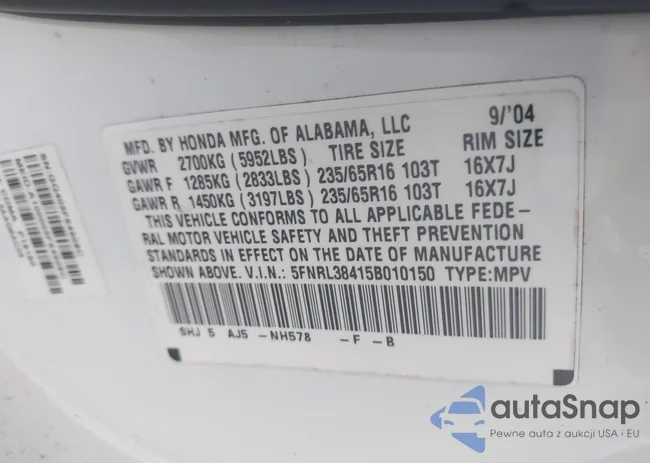 MFD. BY HONDA MFG. OF ALABAMA, LLC 9/'04
GVWR 2700KG (5952LBS) TIRE SIZE RIM SIZE
GAWR F 1285KG (2833LBS) 235/65R16 103T 16X7J
GAWR R 1450KG (3197LBS) 235/65R16 103T 16X7J
THIS VEHICLE CONFORMS TO ALL APPLICABLE FEDE-
RAL MOTOR VEHICLE SAFETY AND THEFT PREVENTION
STANDARDS IN EFFECT ON THE DATE OF MANUFACTURE
SHOWN ABOVE. V.I.N.: 5FNRL38415B010150 TYPE:MPV
SHJ 5 AJ5 -NH578 -F -B
autaSnap
Pewne auta z aukcji USA i EU